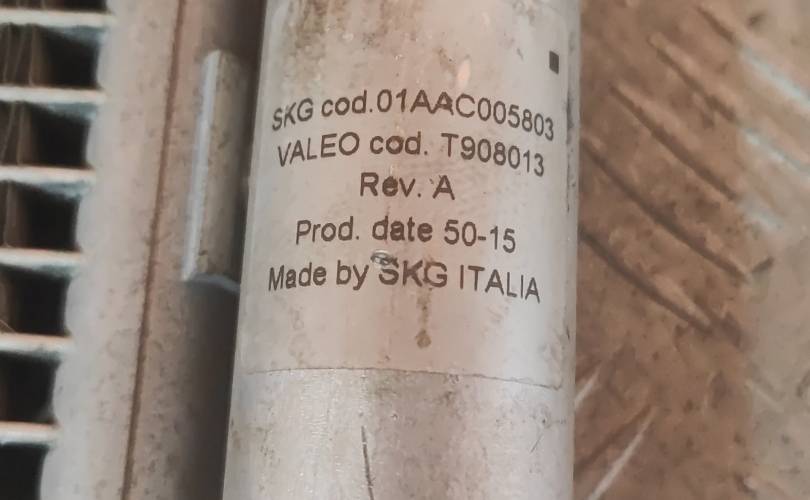 SKG cod.01AAC005803
VALEO cod. T908013
Rev. A
Prod. date 50-15
Made by SKG ITALIA